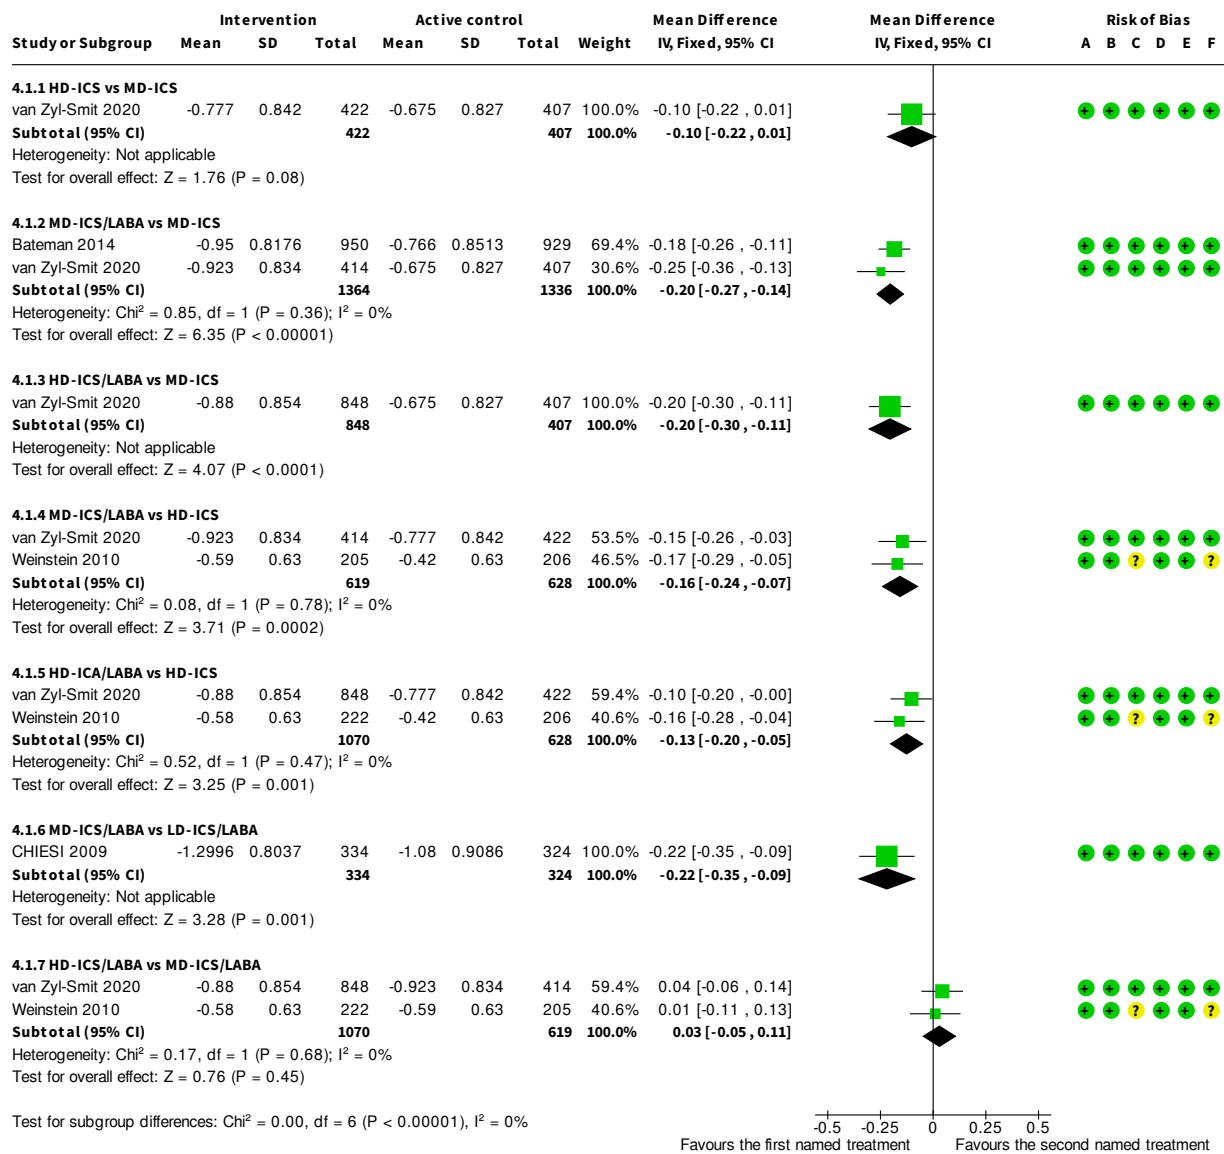 Intervention Active control Mean Difference Mean Difference Risk of Bias
Study or Subgroup Mean SD Total Mean SD Total Weight IV, Fixed, 95% CI IV, Fixed, 95% CI A B C D E F
4.1.1 HD-ICS vs MD-ICS
van Zyl-Smit 2020 -0.777 0.842 422 -0.675 0.827 407 100.0% -0.10 [-0.22 , 0.01] + + + + + +
Subtotal (95% CI) 422 407 100.0% -0.10 [-0.22 , 0.01]
Heterogeneity: Not applicable
Test for overall effect: Z = 1.76 (P = 0.08)
4.1.2 MD-ICS/LABA vs MD-ICS
Bateman 2014 -0.95 0.8176 950 -0.766 0.8513 929 69.4% -0.18 [-0.26 , -0.11] + + + + + +
van Zyl-Smit 2020 -0.923 0.834 414 -0.675 0.827 407 30.6% -0.25 [-0.36 , -0.13] + + + + + +
Subtotal (95% CI) 1364 1336 100.0% -0.20 [-0.27 , -0.14]
Heterogeneity: Chi² = 0.85, df = 1 (P = 0.36); I² = 0%
Test for overall effect: Z = 6.35 (P < 0.00001)
4.1.3 HD-ICS/LABA vs MD-ICS
van Zyl-Smit 2020 -0.88 0.854 848 -0.675 0.827 407 100.0% -0.20 [-0.30 , -0.11] + + + + + +
Subtotal (95% CI) 848 407 100.0% -0.20 [-0.30 , -0.11]
Heterogeneity: Not applicable
Test for overall effect: Z = 4.07 (P < 0.0001)
4.1.4 MD-ICS/LABA vs HD-ICS
van Zyl-Smit 2020 -0.923 0.834 414 -0.777 0.842 422 53.5% -0.15 [-0.26 , -0.03] + + + + + +
Weinstein 2010 -0.59 0.63 205 -0.42 0.63 206 46.5% -0.17 [-0.29 , -0.05] + + ? + + ?
Subtotal (95% CI) 619 628 100.0% -0.16 [-0.24 , -0.07]
Heterogeneity: Chi² = 0.08, df = 1 (P = 0.78); I² = 0%
Test for overall effect: Z = 3.71 (P = 0.0002)
4.1.5 HD-ICA/LABA vs HD-ICS
van Zyl-Smit 2020 -0.88 0.854 848 -0.777 0.842 422 59.4% -0.10 [-0.20 , -0.00] + + + + + +
Weinstein 2010 -0.58 0.63 222 -0.42 0.63 206 40.6% -0.16 [-0.28 , -0.04] + + ? + + ?
Subtotal (95% CI) 1070 628 100.0% -0.13 [-0.20 , -0.05]
Heterogeneity: Chi² = 0.52, df = 1 (P = 0.47); I² = 0%
Test for overall effect: Z = 3.25 (P = 0.001)
4.1.6 MD-ICS/LABA vs LD-ICS/LABA
CHIESI 2009 -1.2996 0.8037 334 -1.08 0.9086 324 100.0% -0.22 [-0.35 , -0.09] + + + + + +
Subtotal (95% CI) 334 324 100.0% -0.22 [-0.35 , -0.09]
Heterogeneity: Not applicable
Test for overall effect: Z = 3.28 (P = 0.001)
4.1.7 HD-ICS/LABA vs MD-ICS/LABA
van Zyl-Smit 2020 -0.88 0.854 848 -0.923 0.834 414 59.4% 0.04 [-0.06 , 0.14] + + + + + +
Weinstein 2010 -0.58 0.63 222 -0.59 0.63 205 40.6% 0.01 [-0.11 , 0.13] + + ? + + ?
Subtotal (95% CI) 1070 619 100.0% 0.03 [-0.05 , 0.11]
Heterogeneity: Chi² = 0.17, df = 1 (P = 0.68); I² = 0%
Test for overall effect: Z = 0.76 (P = 0.45)
Test for subgroup differences: Chi² = 0.00, df = 6 (P < 0.00001), I² = 0%
-0.5 -0.25 0 0.25 0.5
Favours the first named treatment Favours the second named treatment